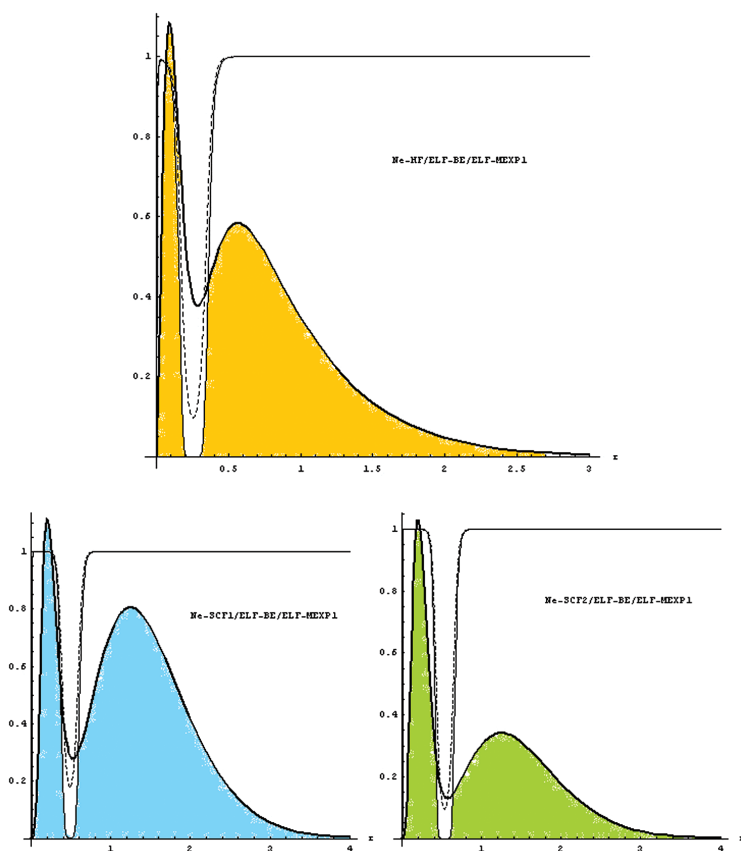 1
0.8
Ne-HF/ELF-BE/ELF-MEXP1
0.6
0.4
0.2
0.5 1 1.5 2 2.5 3 r
1
0.8
Ne-SCF1/ELF-BE/ELF-MEXP1
0.6
0.4
0.2
1 2 3 4 r
1
0.8
Ne-SCF2/ELF-BE/ELF-MEXP1
0.6
0.4
0.2
1 2 3 4